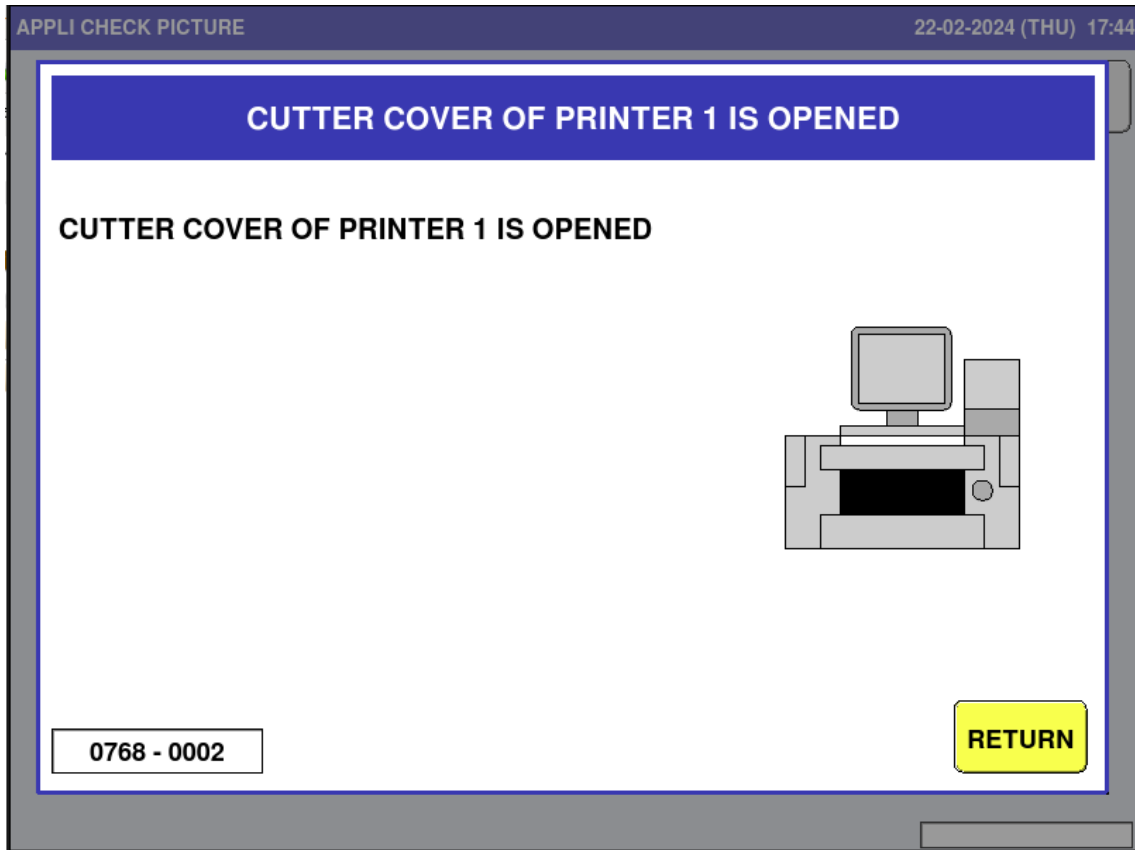 APPLI CHECK PICTURE 22-02-2024 (THU) 17:44
CUTTER COVER OF PRINTER 1 IS OPENED
CUTTER COVER OF PRINTER 1 IS OPENED
0768 - 0002
RETURN